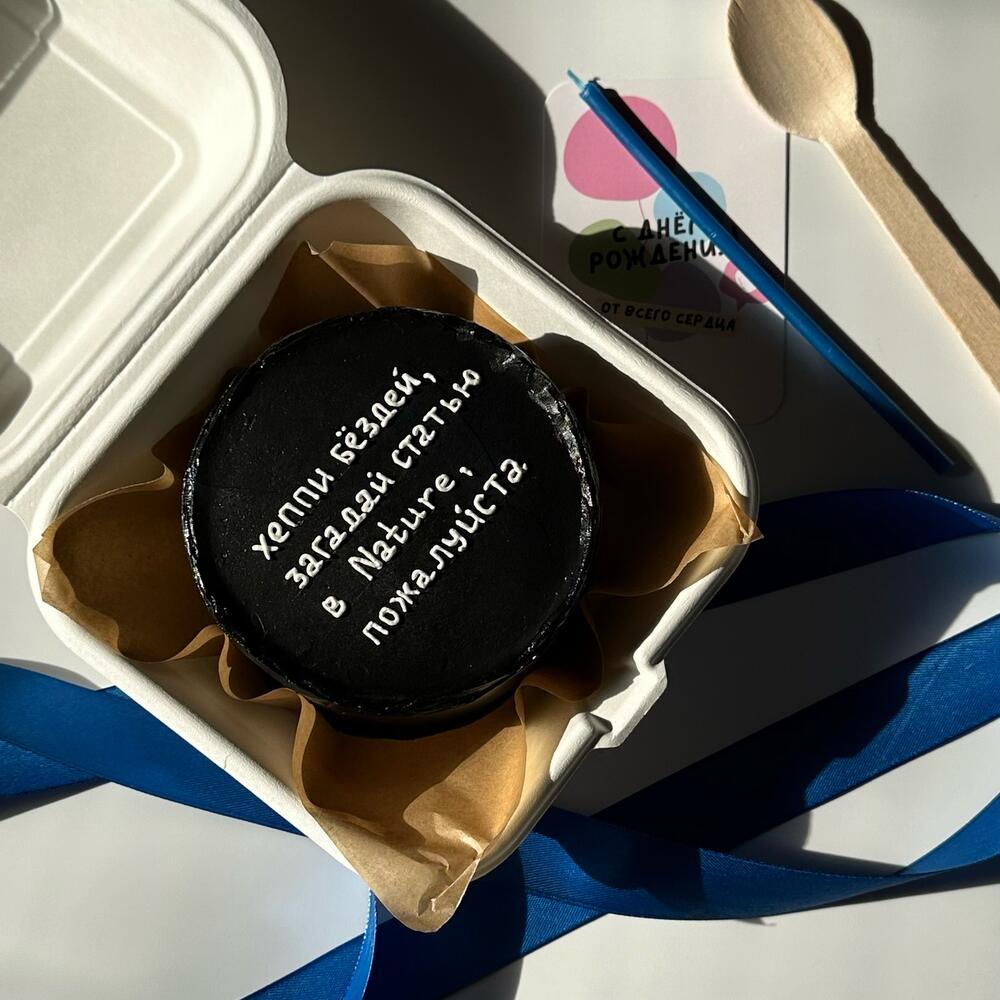 хеппи бёздей,
загадай статью
в Nature,
пожалуйста
С ДНЁМ
РОЖДЕНИЯ
ОТ ВСЕГО СЕРДЦА